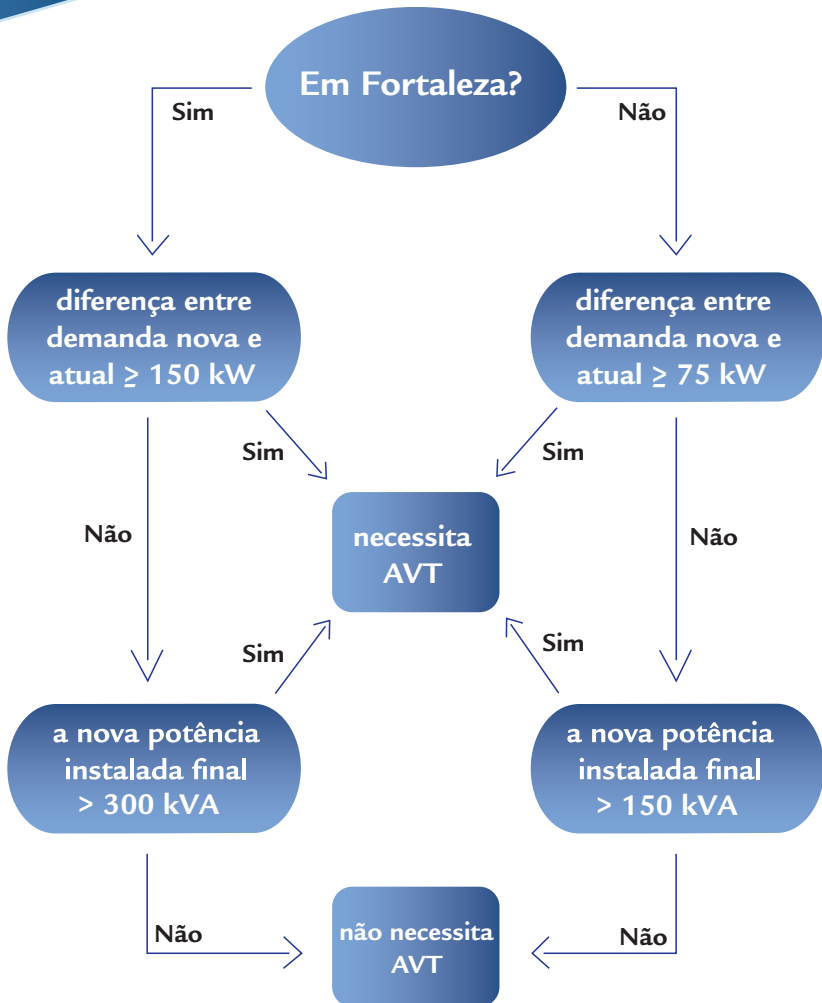 Em Fortaleza?
Sim
Não
diferença entre
demanda nova e
atual ≥ 150 kW
diferença entre
demanda nova e
atual ≥ 75 kW
Sim
Sim
Não
necessita
AVT
Não
Sim
Sim
a nova potência
instalada final
> 300 kVA
a nova potência
instalada final
> 150 kVA
Não
não necessita
AVT
Não